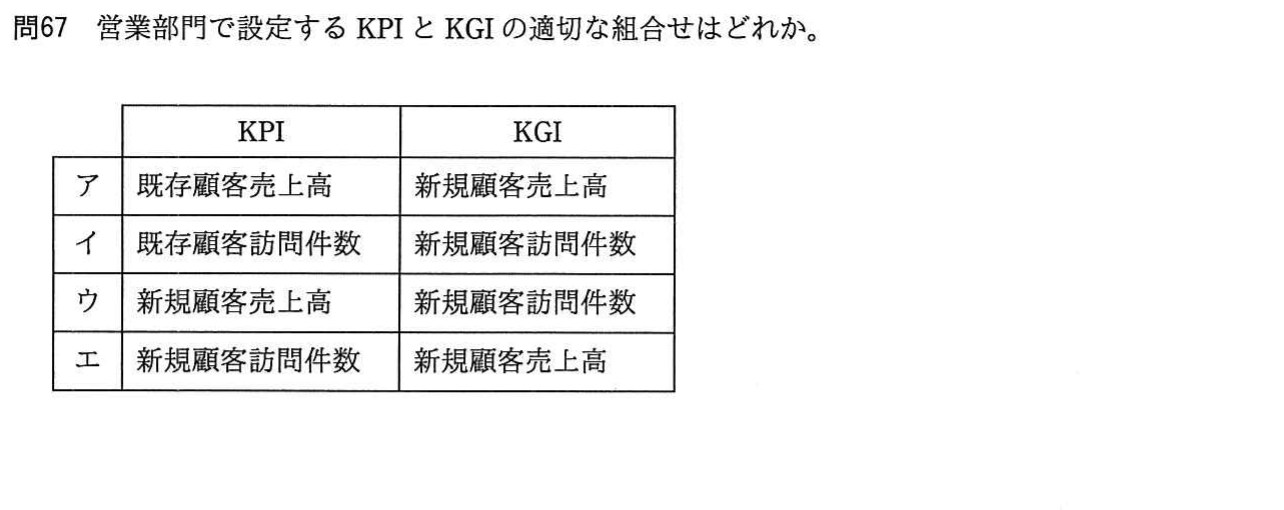 問67 営業部門で設定する KPI と KGI の適切な組合せはどれか。
KPI KGI
ア 既存顧客売上高 新規顧客売上高
イ 既存顧客訪問件数 新規顧客訪問件数
ウ 新規顧客売上高 新規顧客訪問件数
エ 新規顧客訪問件数 新規顧客売上高